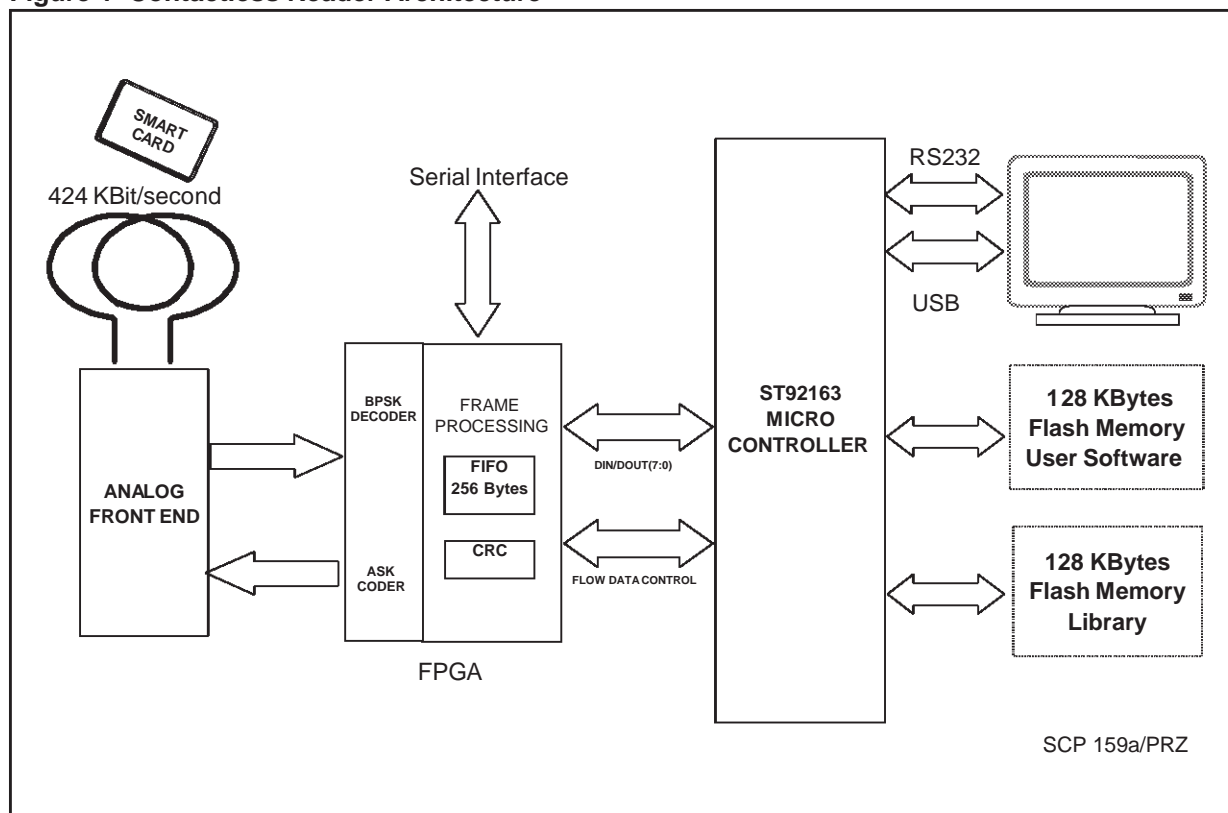 SMART
CARD
424 KBit/second
Serial Interface
RS232
USB
BPSK
DECODER
FRAME
PROCESSING
FIFO
256 Bytes
CRC
ASK
CODER
FPGA
ANALOG
FRONT END
DIN/DOUT(7:0)
FLOW DATA CONTROL
ST92163
MICRO
CONTROLLER
128 KBytes
Flash Memory
User Software
128 KBytes
Flash Memory
Library
SCP 159a/PRZ